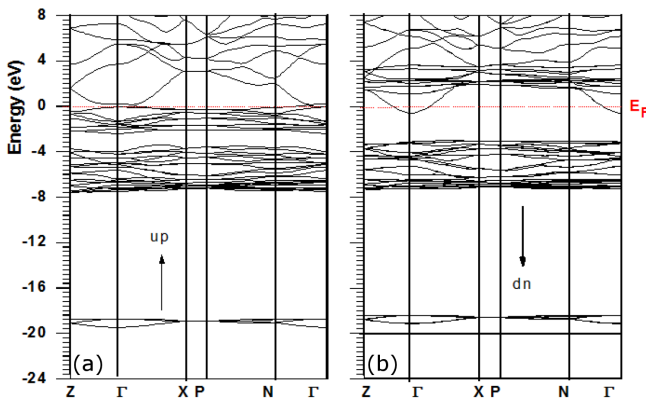 8
4
0
-4
-8
-12
-16
-20
-24
Energy (eV)
up
(a)
Z Γ X P N Γ
dn
(b)
Z Γ X P N Γ
E_F